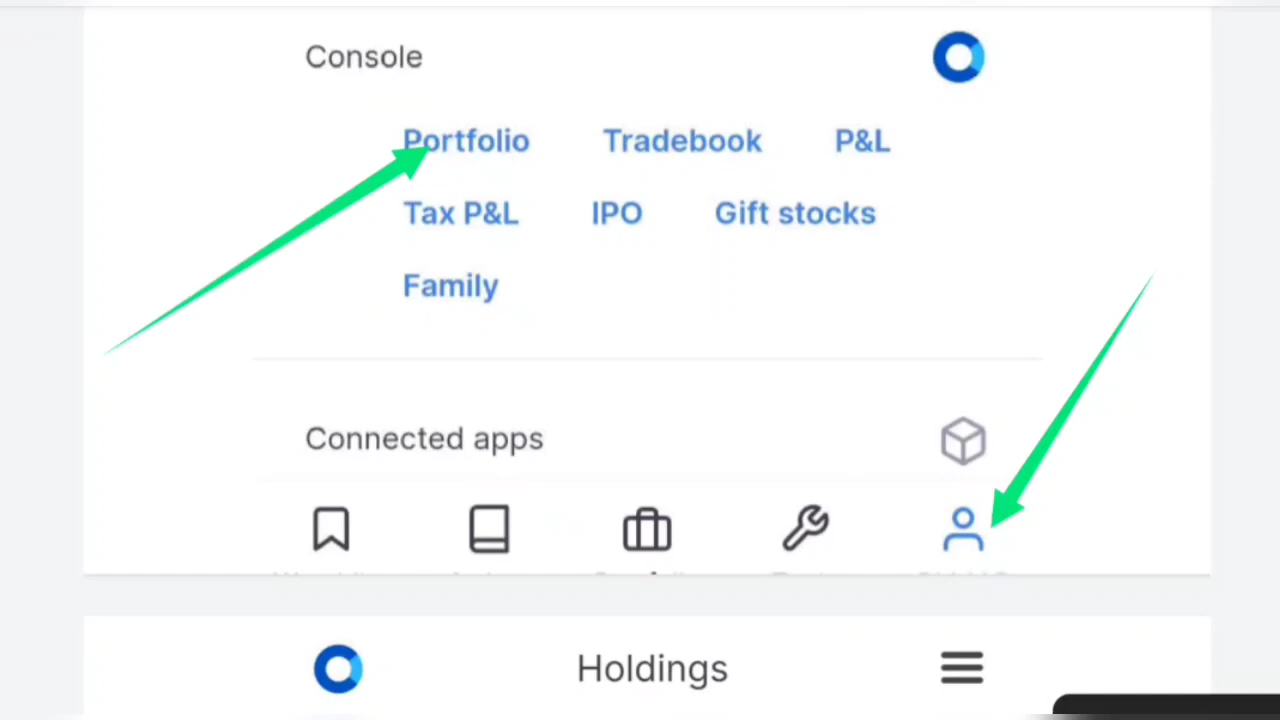 Console
Portfolio Tradebook P&L
Tax P&L IPO Gift stocks
Family
Connected apps
Holdings